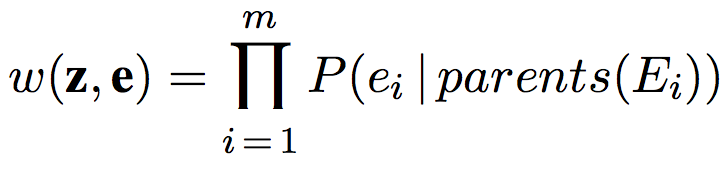 w(𝐳, 𝐞) = ∏_{i=1}^{m} P(e_i | parents(E_i))